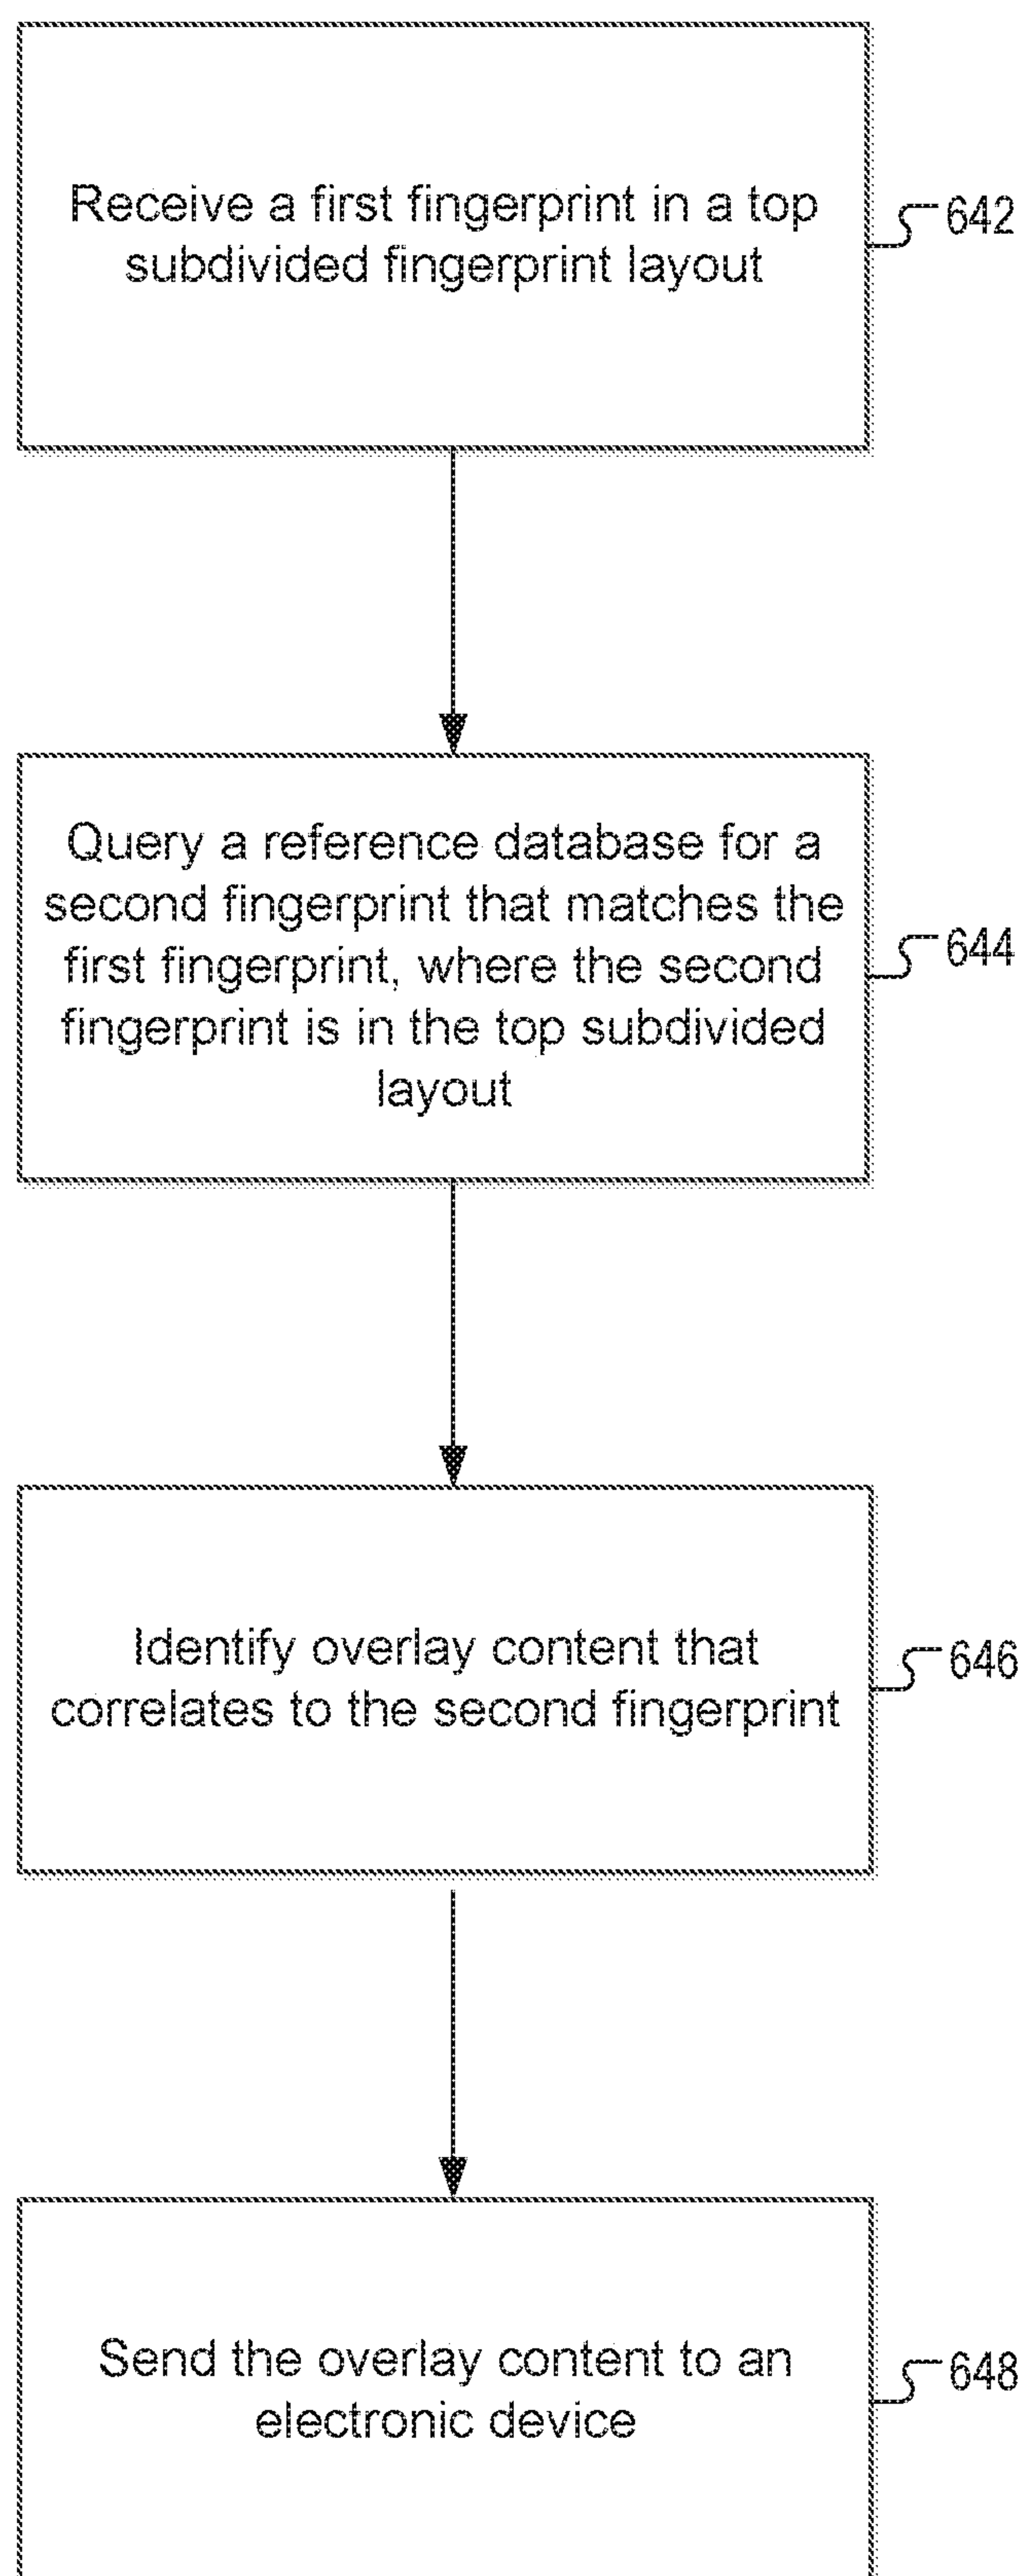 Receive a first fingerprint in a top
subdivided fingerprint layout
642
Query a reference database for a
second fingerprint that matches the
first fingerprint, where the second
fingerprint is in the top subdivided
layout
644
Identify overlay content that
correlates to the second fingerprint
646
Send the overlay content to an
electronic device
648